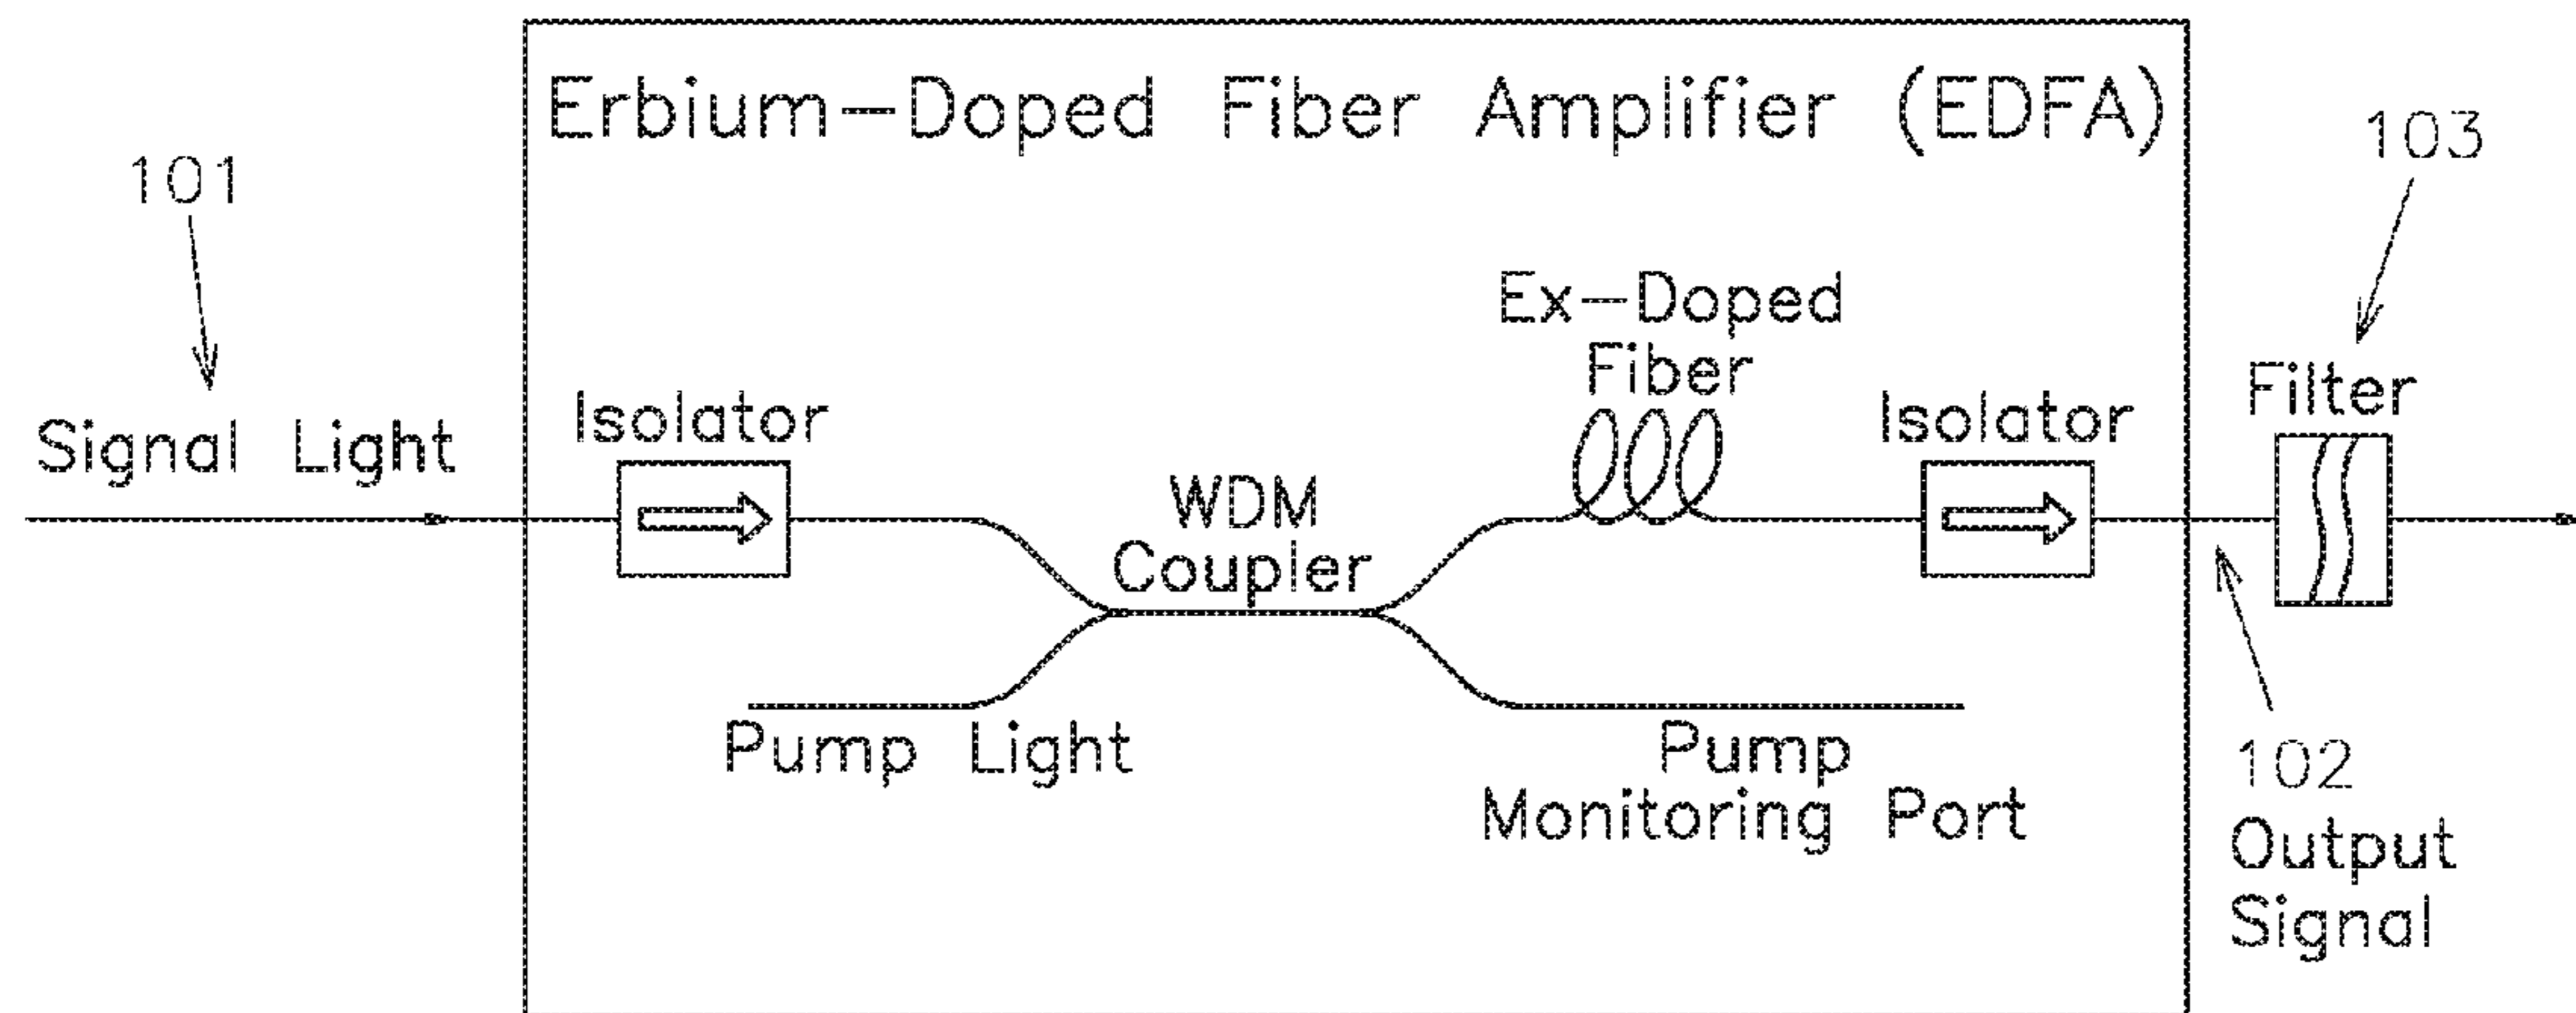 Erbium-Doped Fiber Amplifier (EDFA)
101
103
Ex-Doped
Fiber
Signal Light
Isolator
Isolator
Filter
WDM
Coupler
Pump Light
Pump
Monitoring Port
102
Output
Signal